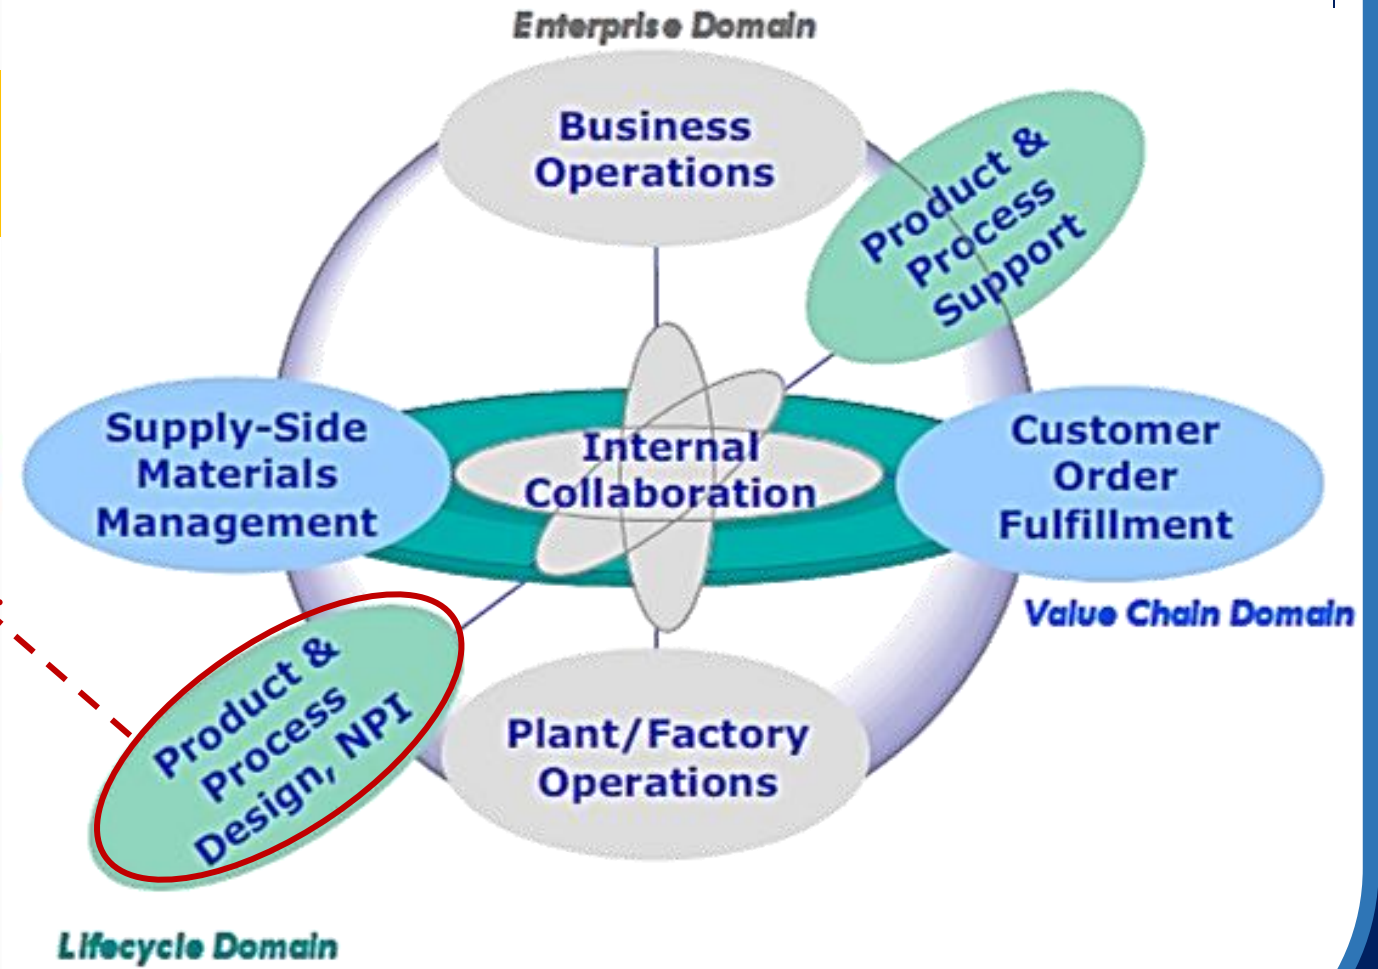 Enterprise Domain
Business
Operations
Product &
Process
Support
Supply-Side
Materials
Management
Internal
Collaboration
Customer
Order
Fulfillment
Value Chain Domain
Product &
Process
Design, NPI
Plant/Factory
Operations
Lifecycle Domain